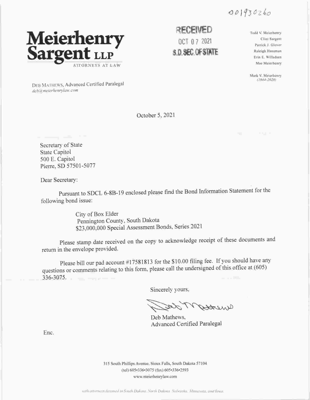 001930260
Meierhenry
Sargent LLP
ATTORNEYS AT LAW
RECEIVED
OCT 07 2021
S.D. SEC OF STATE
Todd V. Meierhenry
Clint Sargent
Patrick J. Glover
Raleigh Hansman
Erin E. Willadsen
Mark V. Meierhenry
(1944-2020)
DEB MATHEWS, Advanced Certified Paralegal
deb@meierhenrylaw.com
October 5, 2021
Secretary of State
State Capitol
500 E. Capitol
Pierre, SD 57501-5077
Dear Secretary:
Pursuant to SDCL 6-8B-19 enclosed please find the Bond Information Statement for the
following bond issue:
City of Box Elder
Pennington County, South Dakota
$23,000,000 Special Assessment Bonds, Series 2021
Please stamp date received on the copy to acknowledge receipt of these documents and
return in the envelope provided.
Please bill our pad account #17581813 for the $10.00 filing fee. If you should have any
questions or comments relating to this form, please call the undersigned of this office at (605)
336-3075.
Sincerely yours,
Deb Mathews
Deb Mathews,
Advanced Certified Paralegal
Enc.
315 South Phillips Avenue, Sioux Falls, South Dakota 57104
(tel) 605•336•3075 (fax) 605•336•2593
www.meierhenrylaw.com